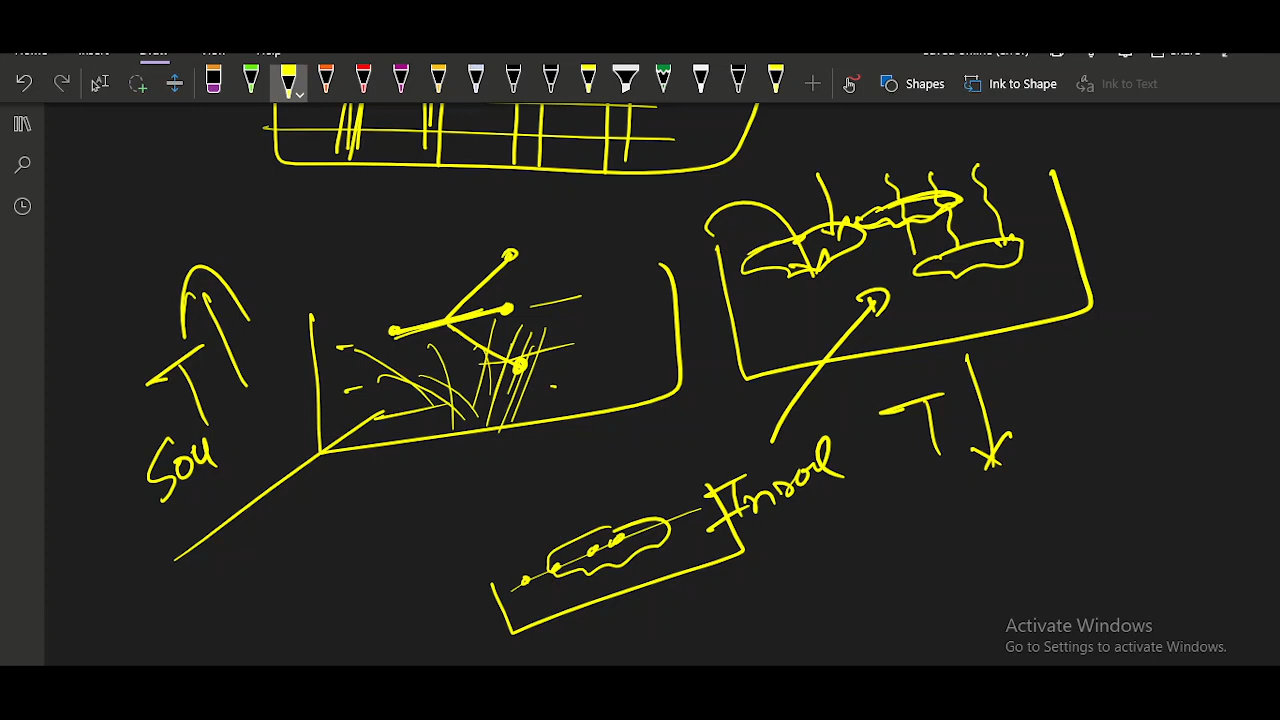 Shapes
Ink to Shape
Ink to Text
T
Sou
T
Insol
Activate Windows
Go to Settings to activate Windows.